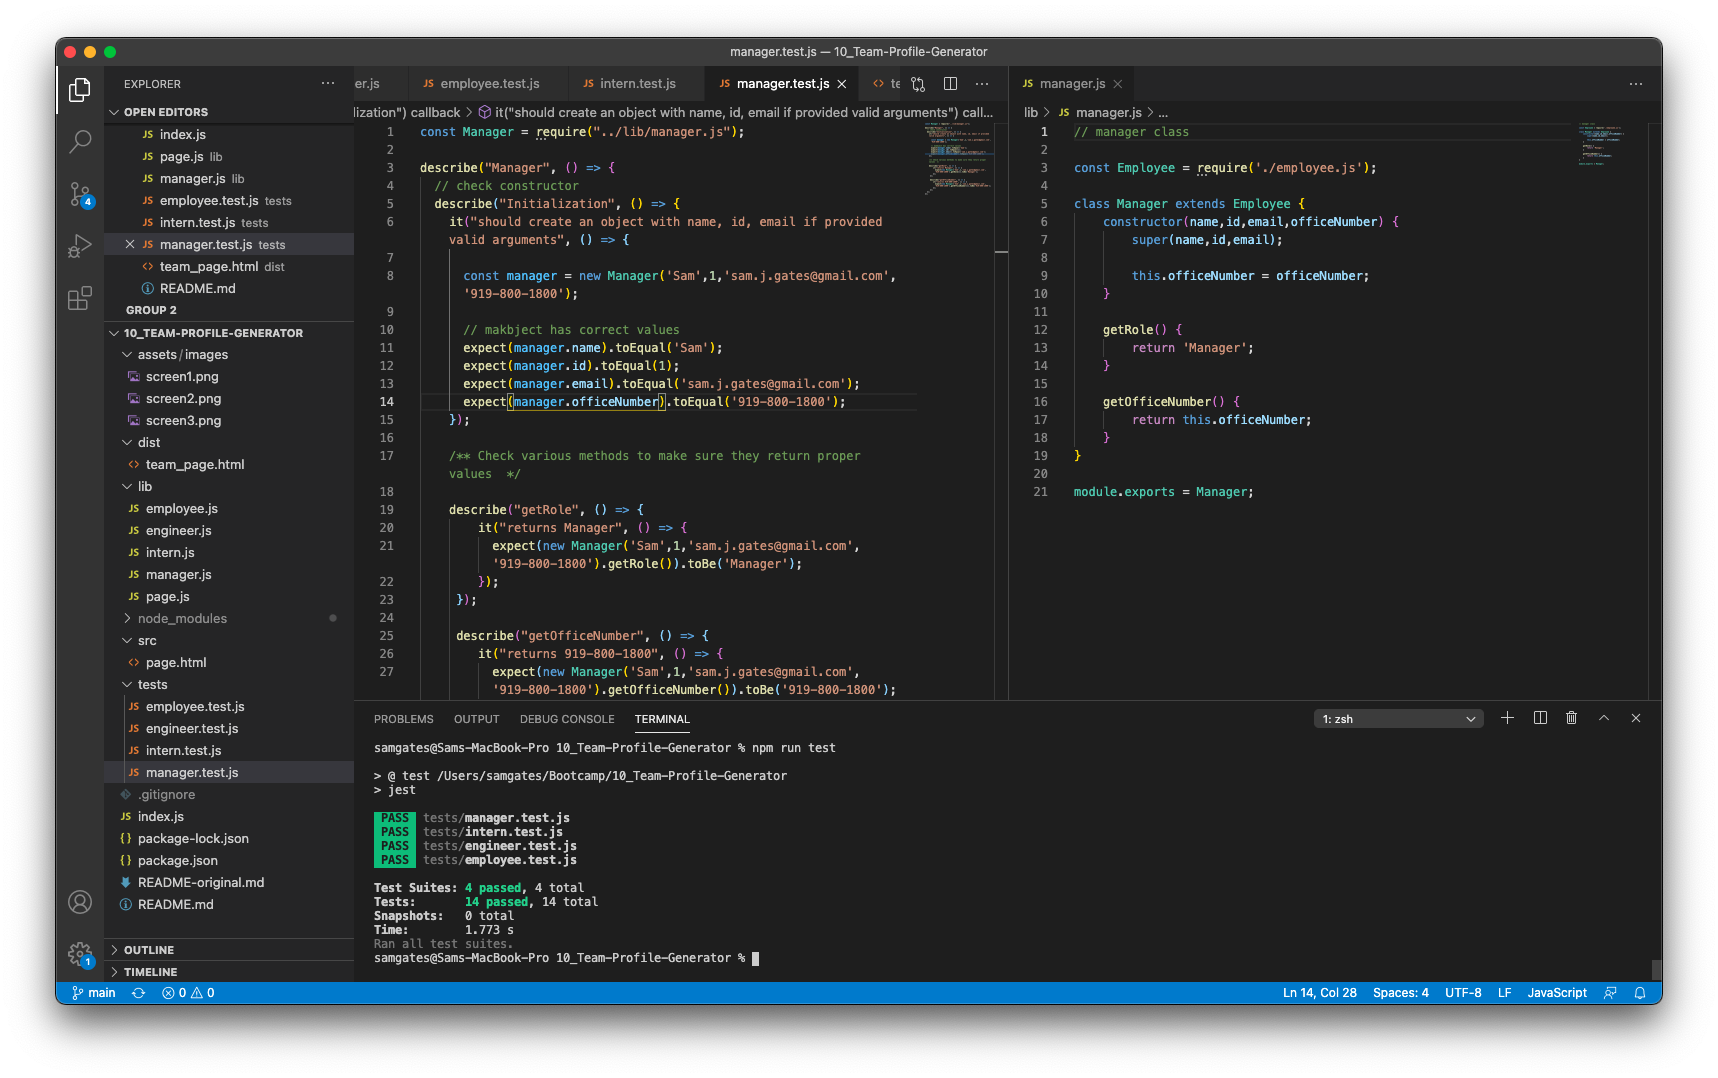 manager.test.js — 10_Team-Profile-Generator
EXPLORER
OPEN EDITORS
index.js
page.js lib
manager.js lib
employee.test.js tests
intern.test.js tests
manager.test.js tests
team_page.html dist
README.md
GROUP 2
10_TEAM-PROFILE-GENERATOR
assets/images
screen1.png
screen2.png
screen3.png
dist
team_page.html
lib
employee.js
engineer.js
intern.js
manager.js
page.js
node_modules
src
page.html
tests
employee.test.js
engineer.test.js
intern.test.js
manager.test.js
.gitignore
index.js
package-lock.json
package.json
README-original.md
README.md
OUTLINE
TIMELINE
4
1
er.js
JS employee.test.js
JS intern.test.js
JS manager.test.js
<> te
lization") callback > it("should create an object with name, id, email if provided valid arguments") call...
1 const Manager = require("../lib/manager.js");
2
3 describe("Manager", () => {
4 // check constructor
5 describe("Initialization", () => {
6 it("should create an object with name, id, email if provided
valid arguments", () => {
7
8 const manager = new Manager('Sam',1,'sam.j.gates@gmail.com',
'919-800-1800');
9
10 // makbject has correct values
11 expect(manager.name).toEqual('Sam');
12 expect(manager.id).toEqual(1);
13 expect(manager.email).toEqual('sam.j.gates@gmail.com');
14 expect(manager.officeNumber).toEqual('919-800-1800');
15 });
16
17 /** Check various methods to make sure they return proper
values */
18
19 describe("getRole", () => {
20 it("returns Manager", () => {
21 expect(new Manager('Sam',1,'sam.j.gates@gmail.com',
'919-800-1800').getRole()).toBe('Manager');
22 });
23 });
24
25 describe("getOfficeNumber", () => {
26 it("returns 919-800-1800", () => {
27 expect(new Manager('Sam',1,'sam.j.gates@gmail.com',
'919-800-1800').getOfficeNumber()).toBe('919-800-1800');
JS manager.js
lib > JS manager.js > ...
1 // manager class
2
3 const Employee = require('./employee.js');
4
5 class Manager extends Employee {
6 constructor(name,id,email,officeNumber) {
7 super(name,id,email);
8
9 this.officeNumber = officeNumber;
10 }
11
12 getRole() {
13 return 'Manager';
14 }
15
16 getOfficeNumber() {
17 return this.officeNumber;
18 }
19 }
20
21 module.exports = Manager;
PROBLEMS OUTPUT DEBUG CONSOLE TERMINAL
1: zsh
samgates@Sams-MacBook-Pro 10_Team-Profile-Generator % npm run test
> @ test /Users/samgates/Bootcamp/10_Team-Profile-Generator
> jest
PASS tests/manager.test.js
PASS tests/intern.test.js
PASS tests/engineer.test.js
PASS tests/employee.test.js
Test Suites: 4 passed, 4 total
Tests: 14 passed, 14 total
Snapshots: 0 total
Time: 1.773 s
Ran all test suites.
samgates@Sams-MacBook-Pro 10_Team-Profile-Generator %
main 0 0
Ln 14, Col 28 Spaces: 4 UTF-8 LF JavaScript